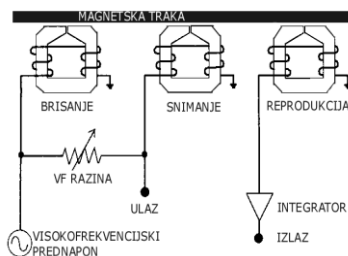 MAGNETSKA TRAKA
BRISANJE
SNIMANJE
REPRODUKCIJA
VF RAZINA
ULAZ
INTEGRATOR
VISOKOFREKVENCIJSKI
PREDNAPON
IZLAZ